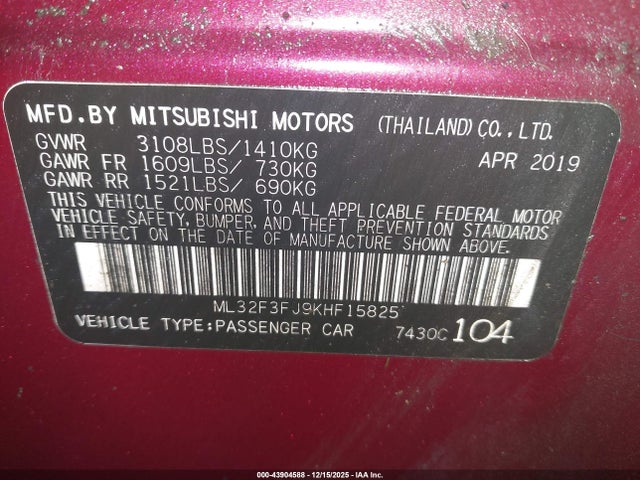 MFD.BY MITSUBISHI MOTORS (THAILAND) CO., LTD.
GVWR 3108LBS/1410KG APR 2019
GAWR FR 1609LBS/ 730KG
GAWR RR 1521LBS/ 690KG
THIS VEHICLE CONFORMS TO ALL APPLICABLE FEDERAL MOTOR
VEHICLE SAFETY, BUMPER, AND THEFT PREVENTION STANDARDS
IN EFFECT ON THE DATE OF MANUFACTURE SHOWN ABOVE.
ML32F3FJ9KHF15825
VEHICLE TYPE:PASSENGER CAR 7430C 104
000-43904588 • 12/15/2025 • IAA Inc.